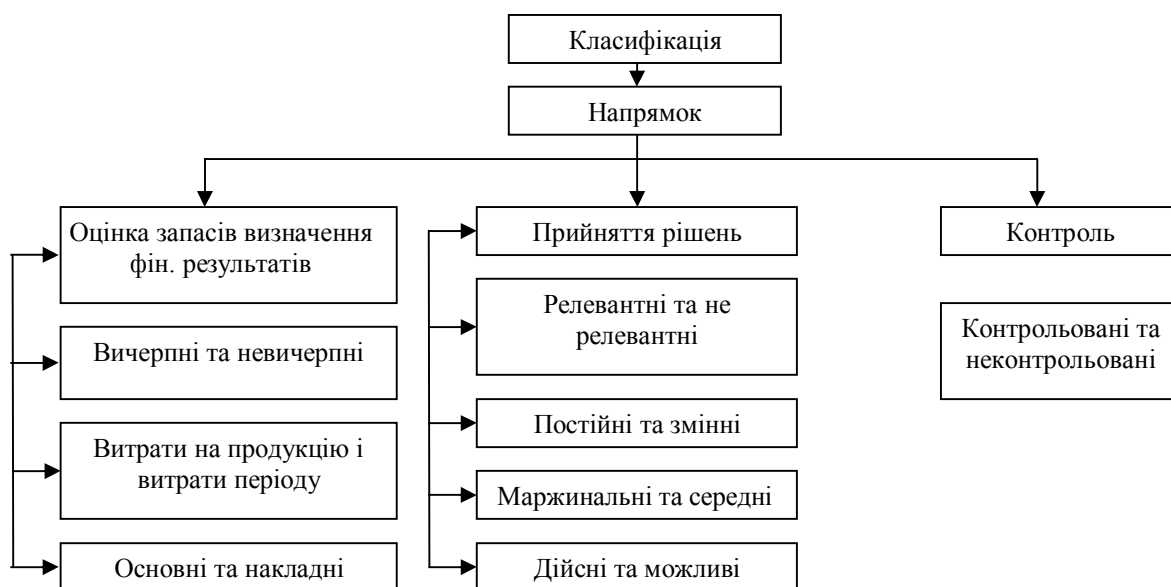 Класифікація
Напрямок
Оцінка запасів визначення
фін. результатів
Вичерпні та невичерпні
Витрати на продукцію і
витрати періоду
Основні та накладні
Прийняття рішень
Релевантні та не
релевантні
Постійні та змінні
Маржинальні та середні
Дійсні та можливі
Контроль
Контрольовані та
неконтрольовані